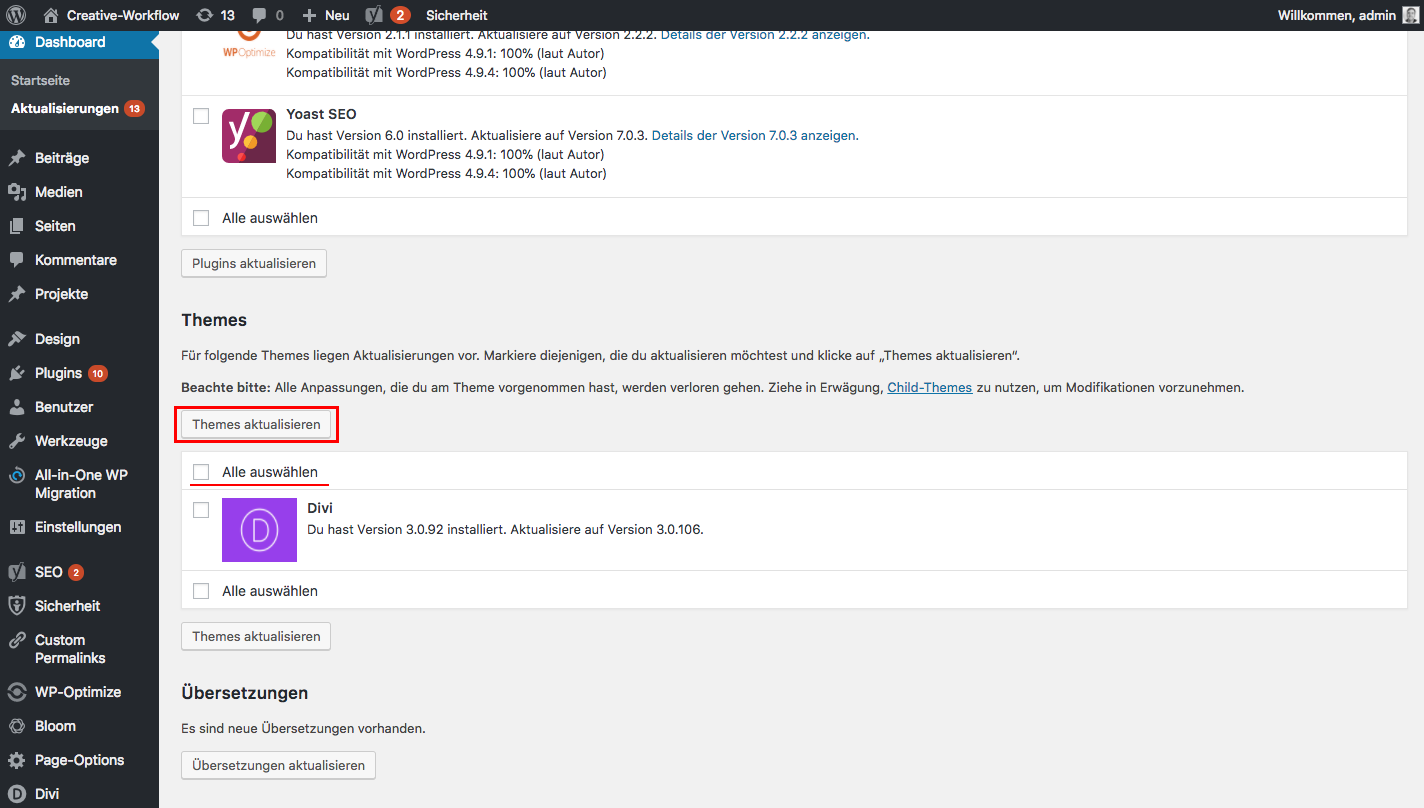 Creative-Workflow 13 0 Neu 2 Sicherheit Willkommen, admin
Dashboard
Startseite
Aktualisierungen 13
Beiträge
Medien
Seiten
Kommentare
Projekte
Design
Plugins 10
Benutzer
Werkzeuge
All-in-One WP
Migration
Einstellungen
SEO 2
Sicherheit
Custom
Permalinks
WP-Optimize
Bloom
Page-Options
Divi
WPOptimize
Du hast Version 2.1.1 installiert. Aktualisiere auf Version 2.2.2. Details der Version 2.2.2 anzeigen.
Kompatibilität mit WordPress 4.9.1: 100% (laut Autor)
Kompatibilität mit WordPress 4.9.4: 100% (laut Autor)
Yoast SEO
Du hast Version 6.0 installiert. Aktualisiere auf Version 7.0.3. Details der Version 7.0.3 anzeigen.
Kompatibilität mit WordPress 4.9.1: 100% (laut Autor)
Kompatibilität mit WordPress 4.9.4: 100% (laut Autor)
Alle auswählen
Plugins aktualisieren
Themes
Für folgende Themes liegen Aktualisierungen vor. Markiere diejenigen, die du aktualisieren möchtest und klicke auf „Themes aktualisieren“.
Beachte bitte: Alle Anpassungen, die du am Theme vorgenommen hast, werden verloren gehen. Ziehe in Erwägung, Child-Themes zu nutzen, um Modifikationen vorzunehmen.
Themes aktualisieren
Alle auswählen
D
Divi
Du hast Version 3.0.92 installiert. Aktualisiere auf Version 3.0.106.
Alle auswählen
Themes aktualisieren
Übersetzungen
Es sind neue Übersetzungen vorhanden.
Übersetzungen aktualisieren